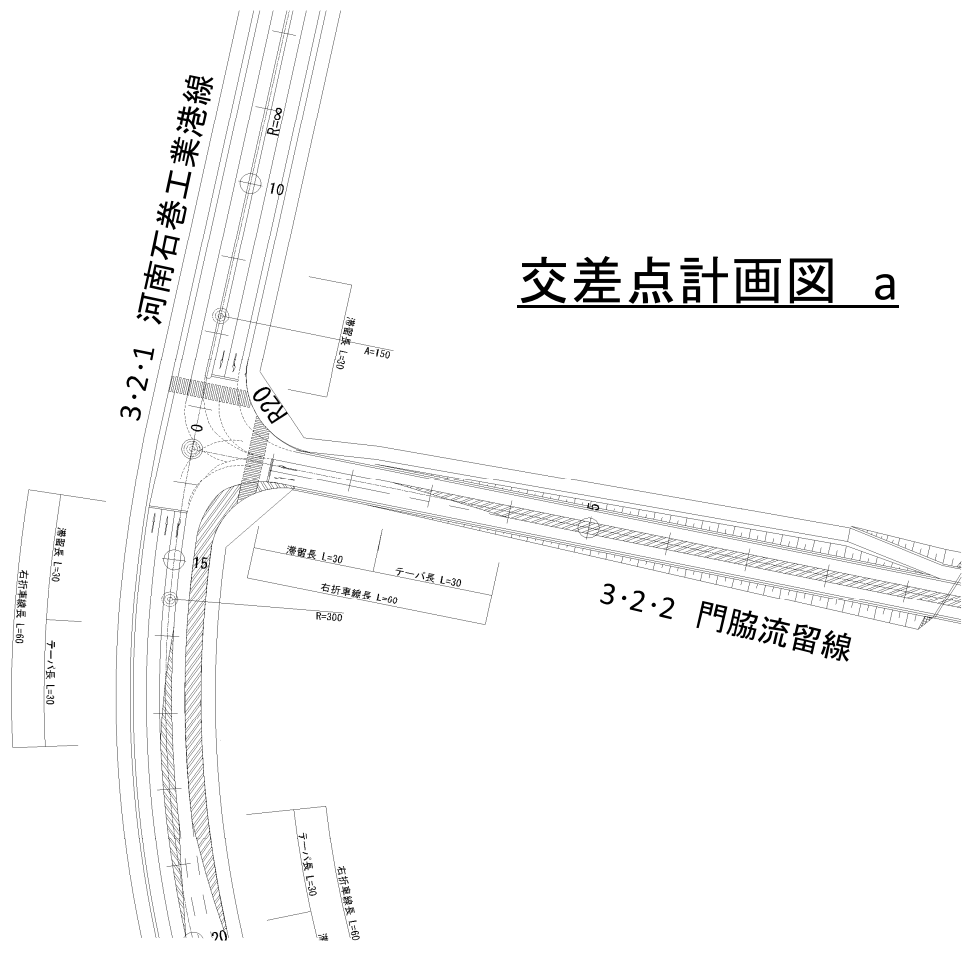 交差点計画図 a
3・2・1 河南石巻工業港線
R=∞
10
滞留長 L=30
A=150
R20
0
5
滞留長 L=30
テーパ長 L=30
右折車線長 L=60
3・2・2 門脇流留線
15
R=300
滞留長 L=30
右折車線長 L=60
テーパ長 L=30
テーパ長 L=30
右折車線長 L=60
20